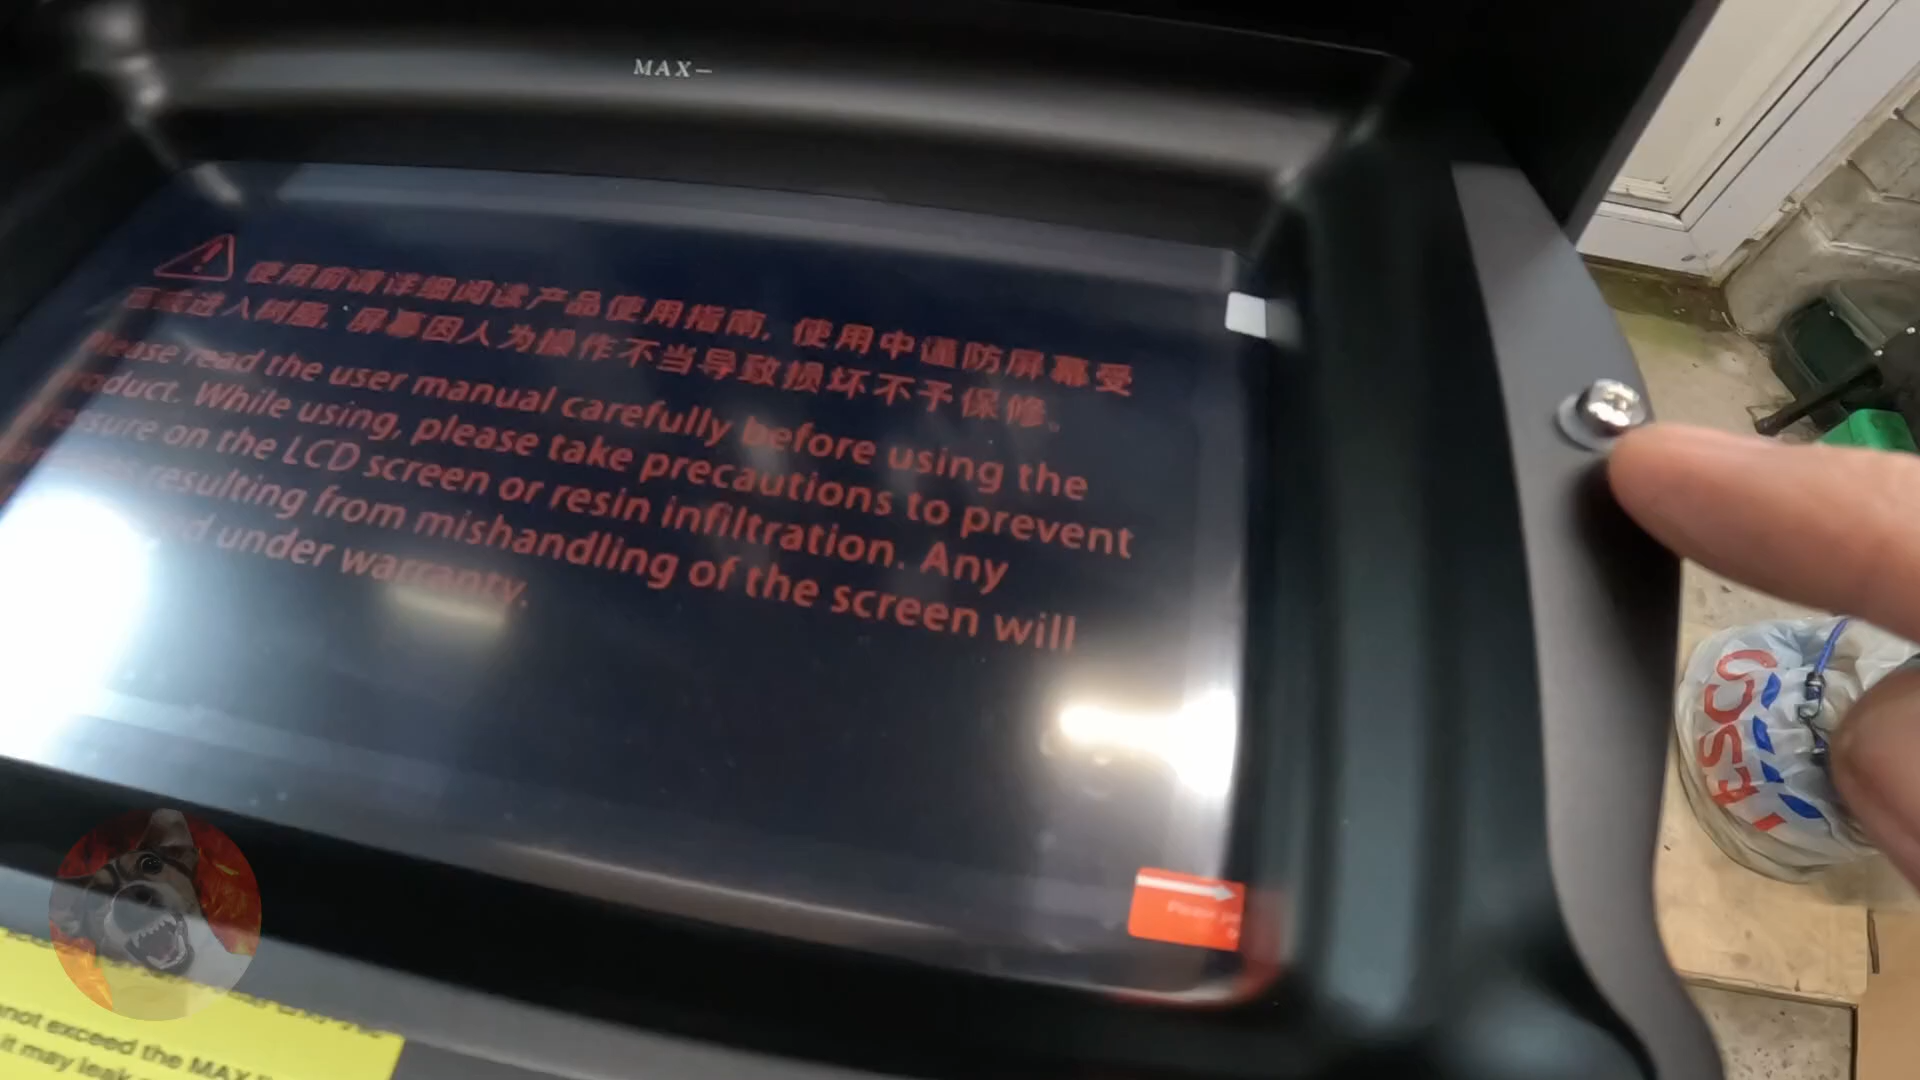 MAX—
使用前请详细阅读产品使用指南, 使用中谨防屏幕受
进入树脂, 屏幕因人为操作不当导致损坏不予保修。
Please read the user manual carefully before using the
product. While using, please take precautions to prevent
on the LCD screen or resin infiltration. Any
resulting from mishandling of the screen will
under warranty.
TESCO
not exceed the MAX
it may leak